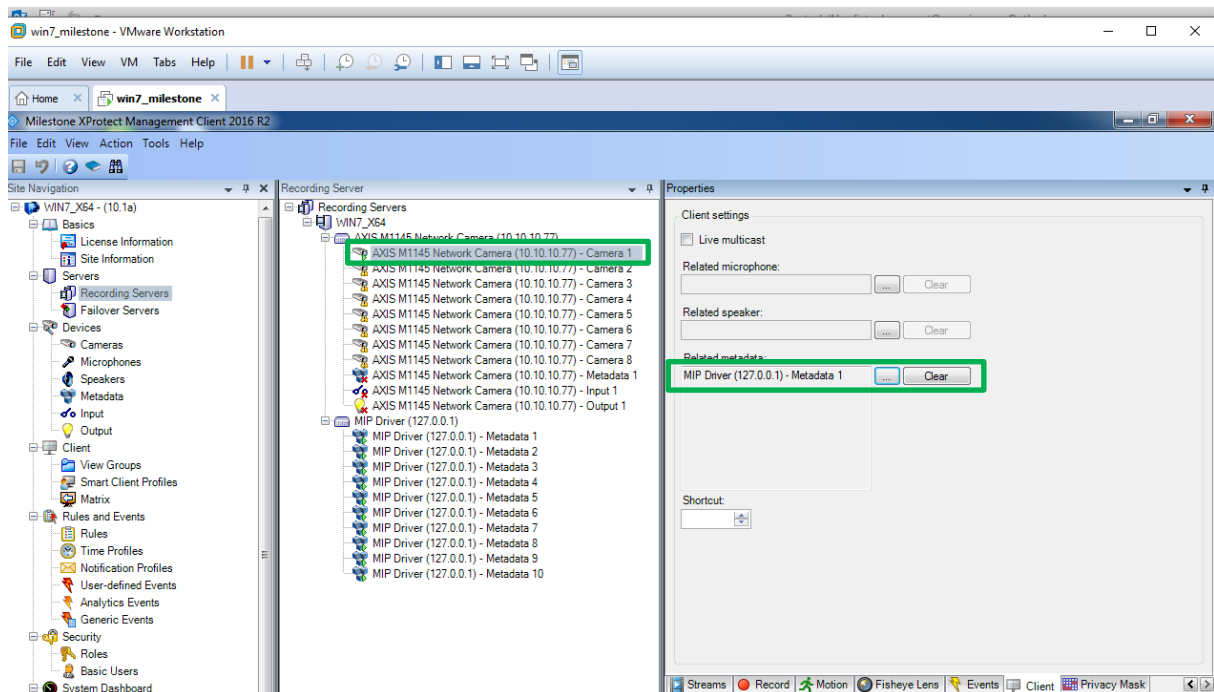 win7_milestone - VMware Workstation
File Edit View VM Tabs Help
Home
win7_milestone
Milestone XProtect Management Client 2016 R2
File Edit View Action Tools Help
Site Navigation
WIN7_X64 - (10.1a)
Basics
License Information
Site Information
Servers
Recording Servers
Failover Servers
Devices
Cameras
Microphones
Speakers
Metadata
Input
Output
Client
View Groups
Smart Client Profiles
Matrix
Rules and Events
Rules
Time Profiles
Notification Profiles
User-defined Events
Analytics Events
Generic Events
Security
Roles
Basic Users
System Dashboard
Recording Server
Recording Servers
WIN7_X64
AXIS M1145 Network Camera (10.10.10.77)
AXIS M1145 Network Camera (10.10.10.77) - Camera 1
AXIS M1145 Network Camera (10.10.10.77) - Camera 2
AXIS M1145 Network Camera (10.10.10.77) - Camera 3
AXIS M1145 Network Camera (10.10.10.77) - Camera 4
AXIS M1145 Network Camera (10.10.10.77) - Camera 5
AXIS M1145 Network Camera (10.10.10.77) - Camera 6
AXIS M1145 Network Camera (10.10.10.77) - Camera 7
AXIS M1145 Network Camera (10.10.10.77) - Camera 8
AXIS M1145 Network Camera (10.10.10.77) - Metadata 1
AXIS M1145 Network Camera (10.10.10.77) - Input 1
AXIS M1145 Network Camera (10.10.10.77) - Output 1
MIP Driver (127.0.0.1)
MIP Driver (127.0.0.1) - Metadata 1
MIP Driver (127.0.0.1) - Metadata 2
MIP Driver (127.0.0.1) - Metadata 3
MIP Driver (127.0.0.1) - Metadata 4
MIP Driver (127.0.0.1) - Metadata 5
MIP Driver (127.0.0.1) - Metadata 6
MIP Driver (127.0.0.1) - Metadata 7
MIP Driver (127.0.0.1) - Metadata 8
MIP Driver (127.0.0.1) - Metadata 9
MIP Driver (127.0.0.1) - Metadata 10
Properties
Client settings
Live multicast
Related microphone:
... Clear
Related speaker:
... Clear
Related metadata:
MIP Driver (127.0.0.1) - Metadata 1 ... Clear
Shortcut:
Streams Record Motion Fisheye Lens Events Client Privacy Mask